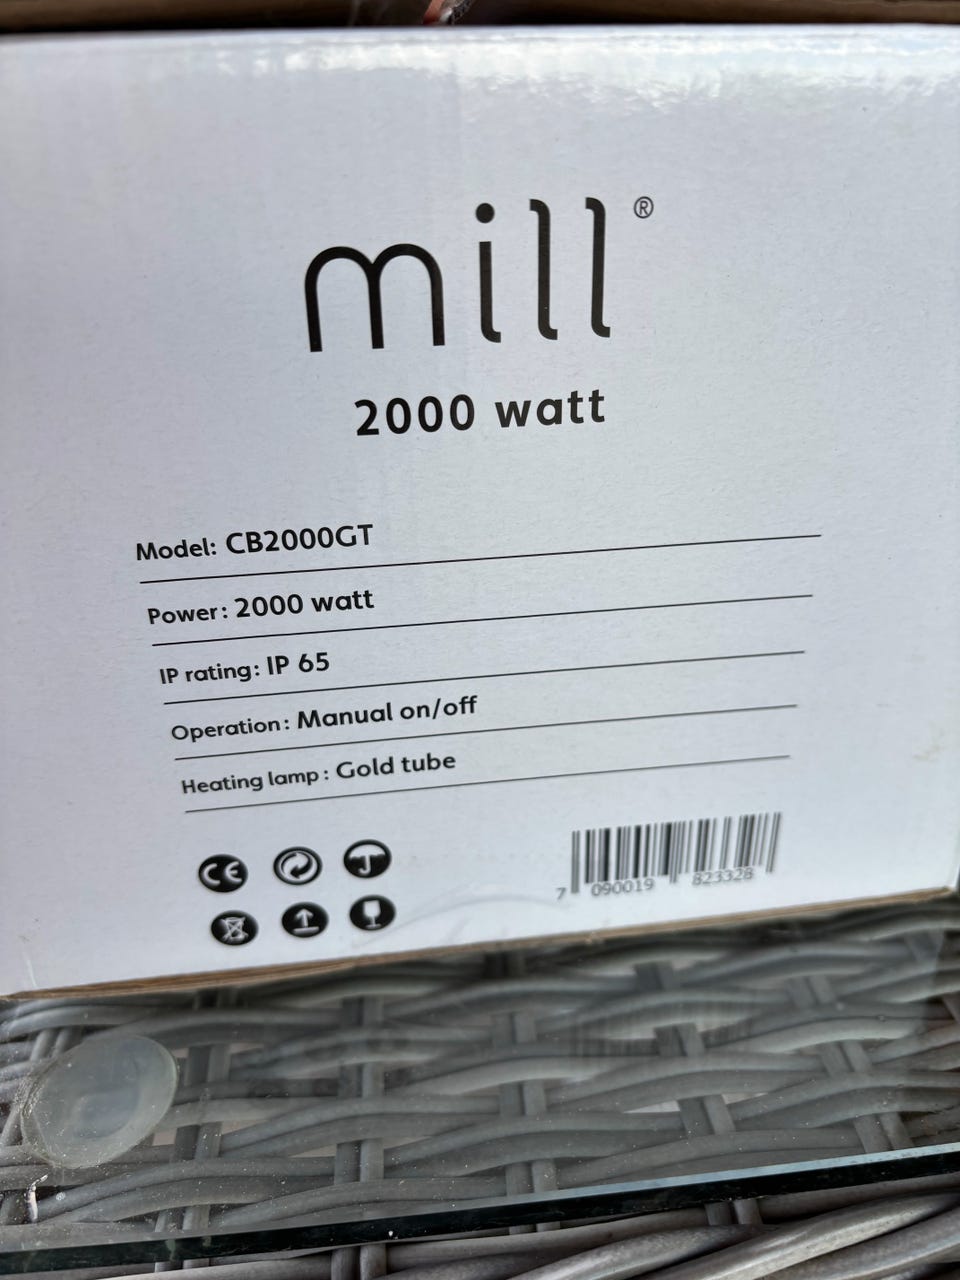 mill®
2000 watt
Model: CB2000GT
Power: 2000 watt
IP rating: IP 65
Operation: Manual on/off
Heating lamp: Gold tube
CE
7 090019 823328